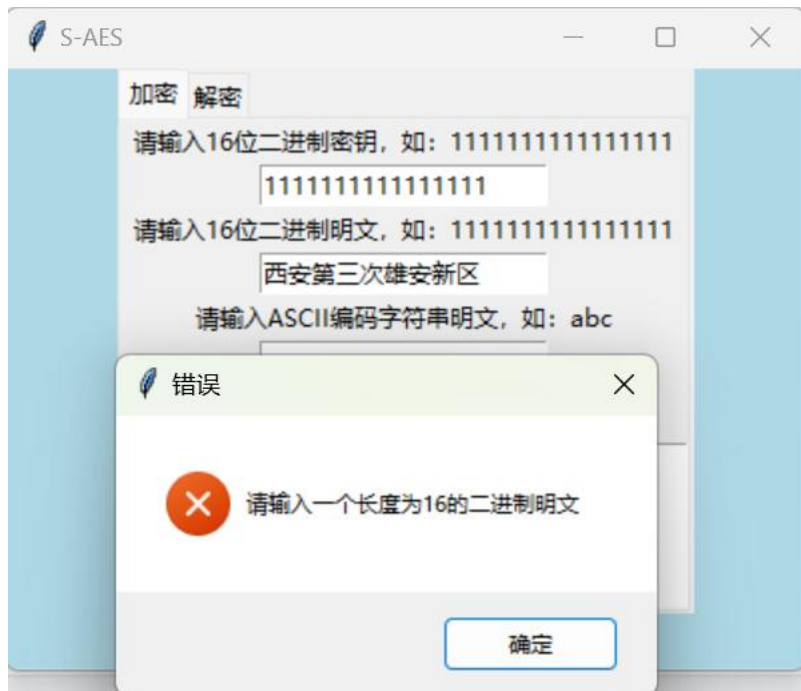 S-AES
加密 解密
请输入16位二进制密钥，如：1111111111111111
1111111111111111
请输入16位二进制明文，如：1111111111111111
西安第三次雄安新区
请输入ASCII编码字符串明文，如：abc
错误
请输入一个长度为16的二进制明文
确定